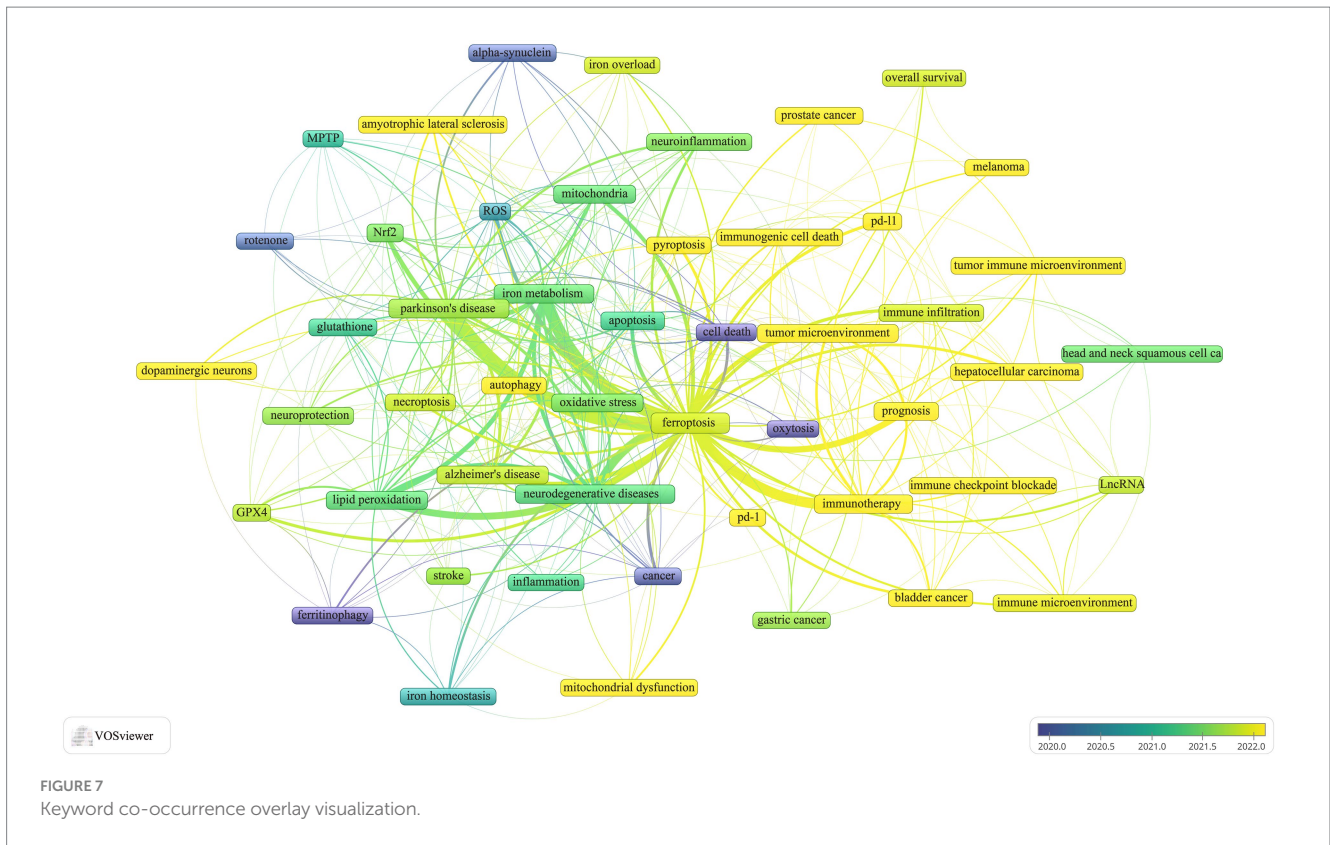 alpha-synuclein
iron overload
overall survival
prostate cancer
amyotrophic lateral sclerosis
MPTP
neuroinflammation
melanoma
mitochondria
ROS
pd-l1
Nrf2
immunogenic cell death
rotenone
pyroptosis
tumor immune microenvironment
iron metabolism
parkinson's disease
immune infiltration
glutathione
apoptosis
cell death
tumor microenvironment
head and neck squamous cell ca
dopaminergic neurons
hepatocellular carcinoma
autophagy
necroptosis
oxidative stress
neuroprotection
prognosis
ferroptosis
oxytosis
alzheimer's disease
immune checkpoint blockade
LncRNA
lipid peroxidation
neurodegenerative diseases
immunotherapy
GPX4
pd-1
stroke
inflammation
cancer
bladder cancer
immune microenvironment
ferritinophagy
gastric cancer
iron homeostasis
mitochondrial dysfunction
VOSviewer
2020.0 2020.5 2021.0 2021.5 2022.0
FIGURE 7
Keyword co-occurrence overlay visualization.